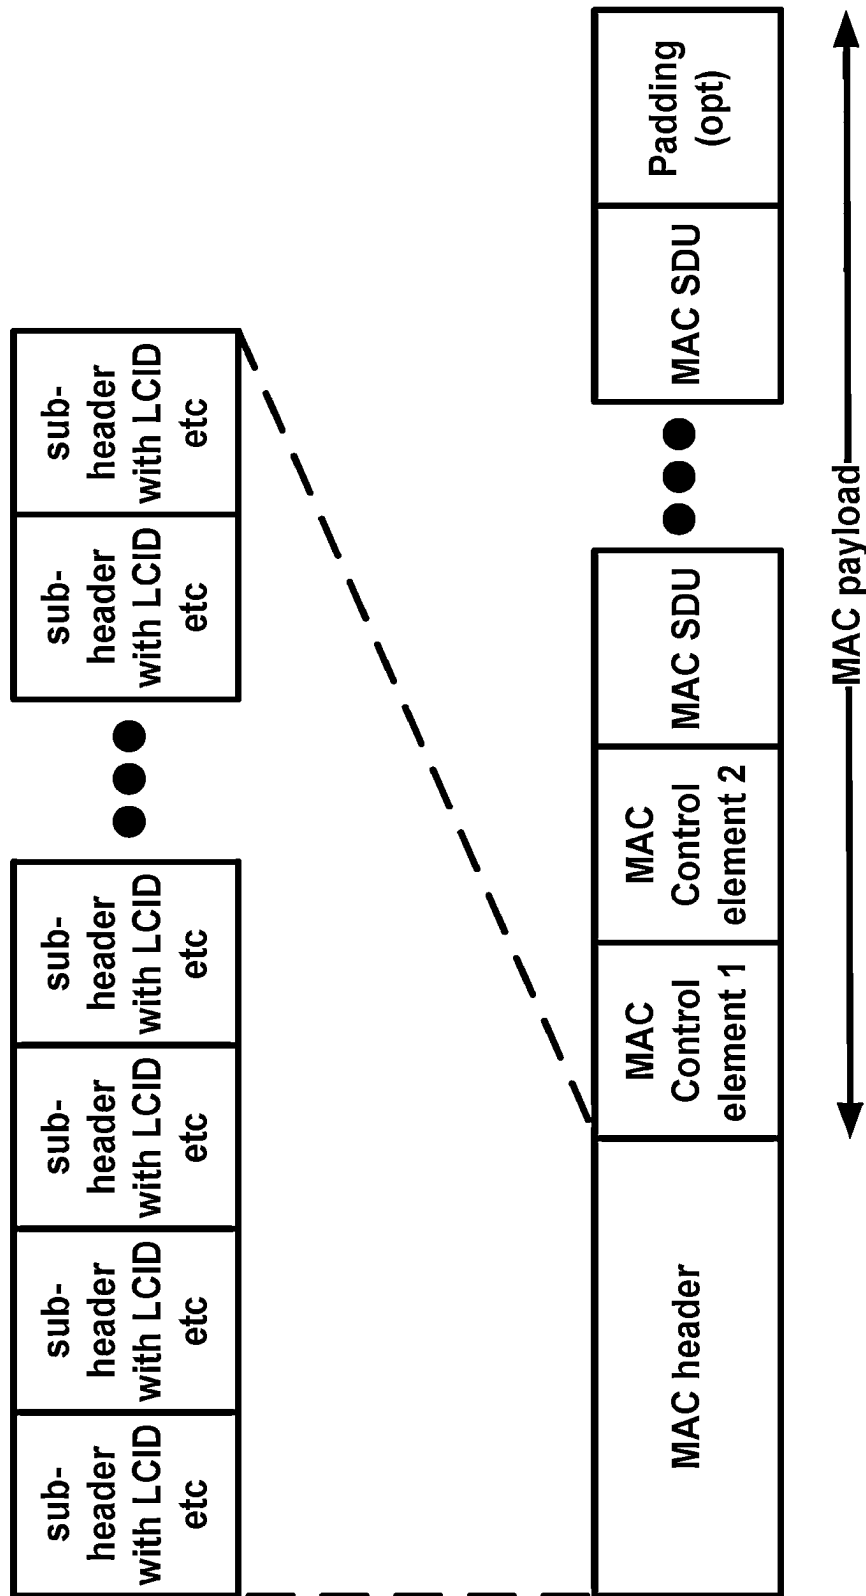 sub-
header
with LCID
etc
sub-
header
with LCID
etc
sub-
header
with LCID
etc
sub-
header
with LCID
etc
sub-
header
with LCID
etc
sub-
header
with LCID
etc
MAC header
MAC
Control
element 1
MAC
Control
element 2
MAC SDU
MAC SDU
Padding
(opt)
MAC payload